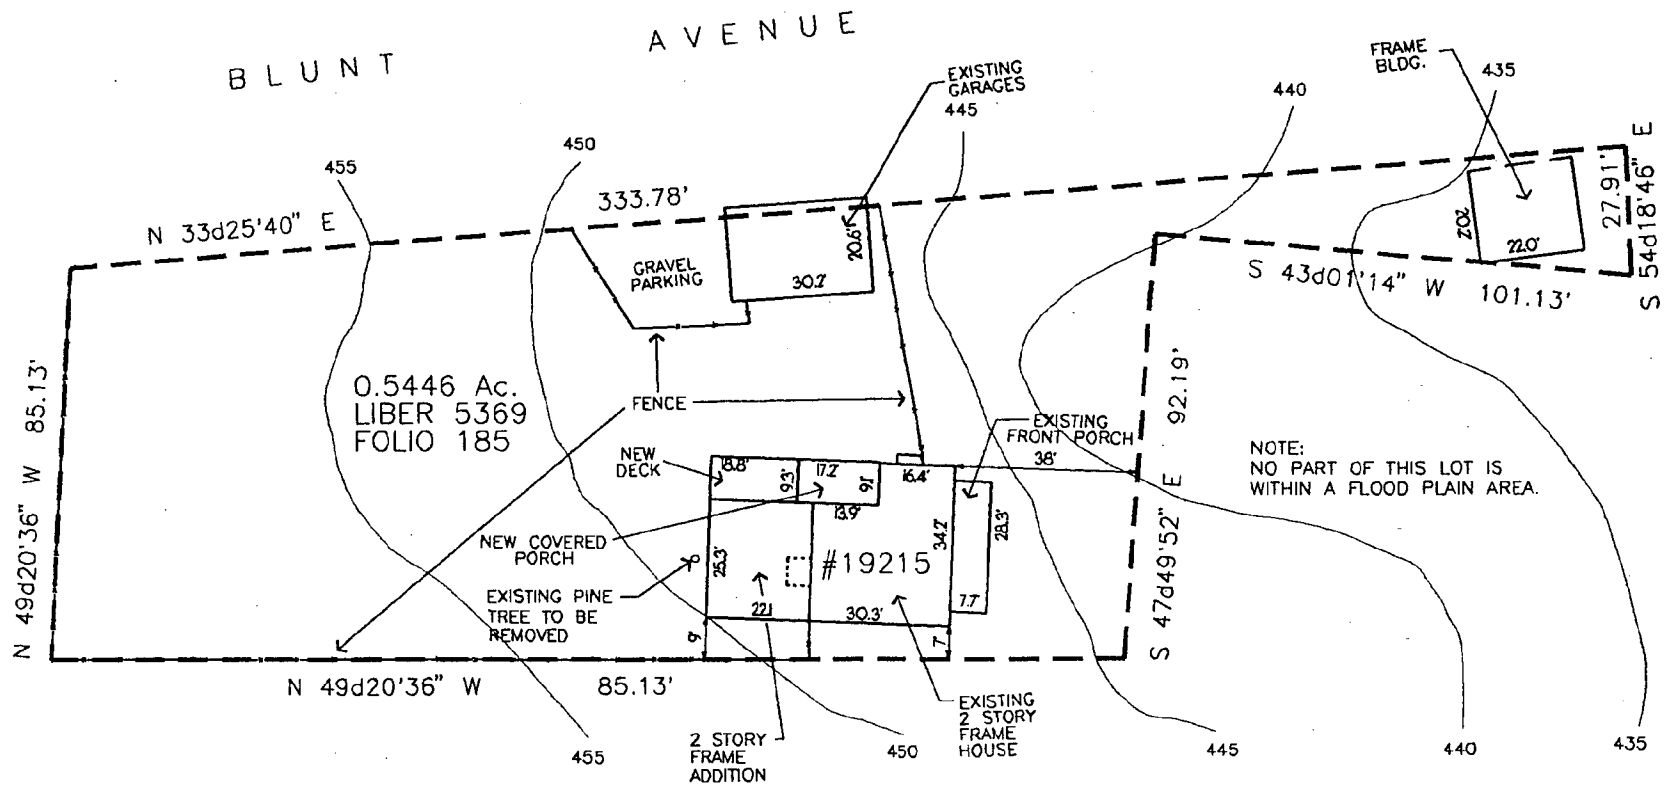 BLUNT AVENUE
FRAME
BLDG.
EXISTING
GARAGES
435
440
445
450
455
333.78'
N 33d25'40" E
20.6'
30.2'
GRAVEL
PARKING
20.2
22.0'
27.91'
S 54d18'46" E
S 43d01'14" W 101.13'
N 49d20'36" W 85.13'
0.5446 Ac.
LIBER 5369
FOLIO 185
FENCE
92.19'
S 47d49'52" E
EXISTING
FRONT PORCH
38'
NOTE:
NO PART OF THIS LOT IS
WITHIN A FLOOD PLAIN AREA.
NEW
DECK
18.8'
9.3'
17.2'
9.1'
16.4'
13.9'
34.2'
28.3'
NEW COVERED
PORCH
25.3'
#19215
EXISTING PINE
TREE TO BE
REMOVED
22.1
30.3'
7.7'
9'
7'
N 49d20'36" W 85.13'
EXISTING
2 STORY
FRAME
HOUSE
2 STORY
FRAME
ADDITION
455
450
445
440
435